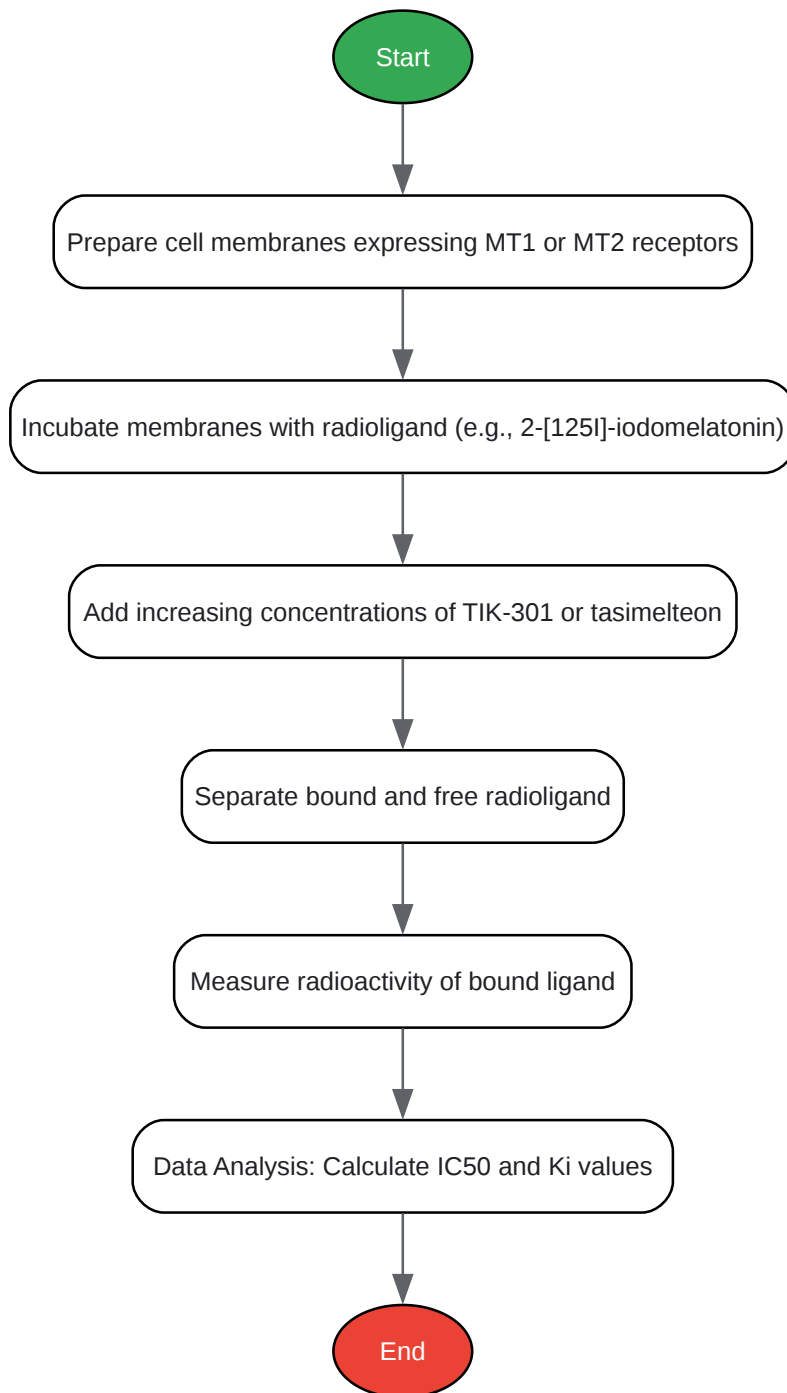 Start
Prepare cell membranes expressing MT1 or MT2 receptors
Incubate membranes with radioligand (e.g., 2-[125I]-iodomelatonin)
Add increasing concentrations of TIK-301 or tasimelteon
Separate bound and free radioligand
Measure radioactivity of bound ligand
Data Analysis: Calculate IC50 and Ki values
End